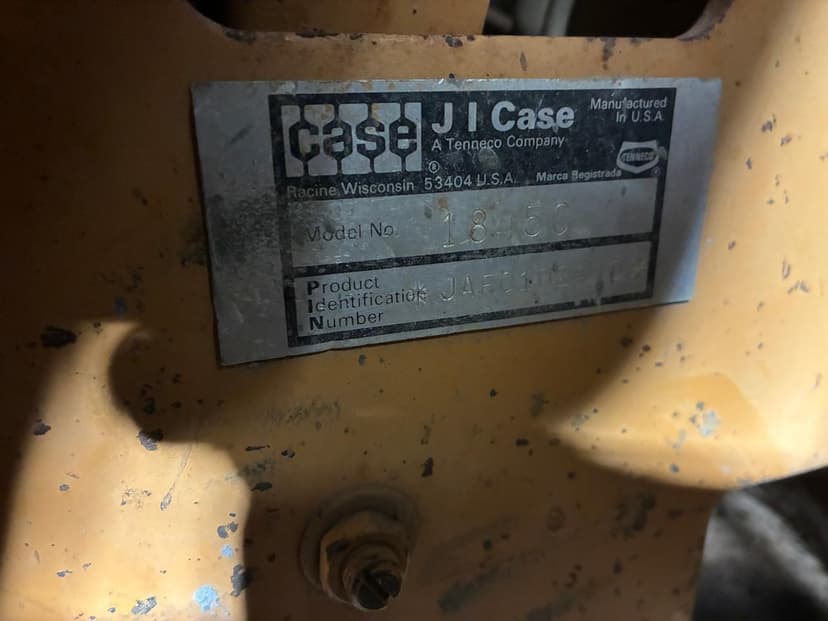 case
J I Case
A Tenneco Company
Manufactured
In U.S.A.
TENNECO
®
Racine Wisconsin 53404 U.S.A. Marca Registrada
Model No.
Product
Identification
Number